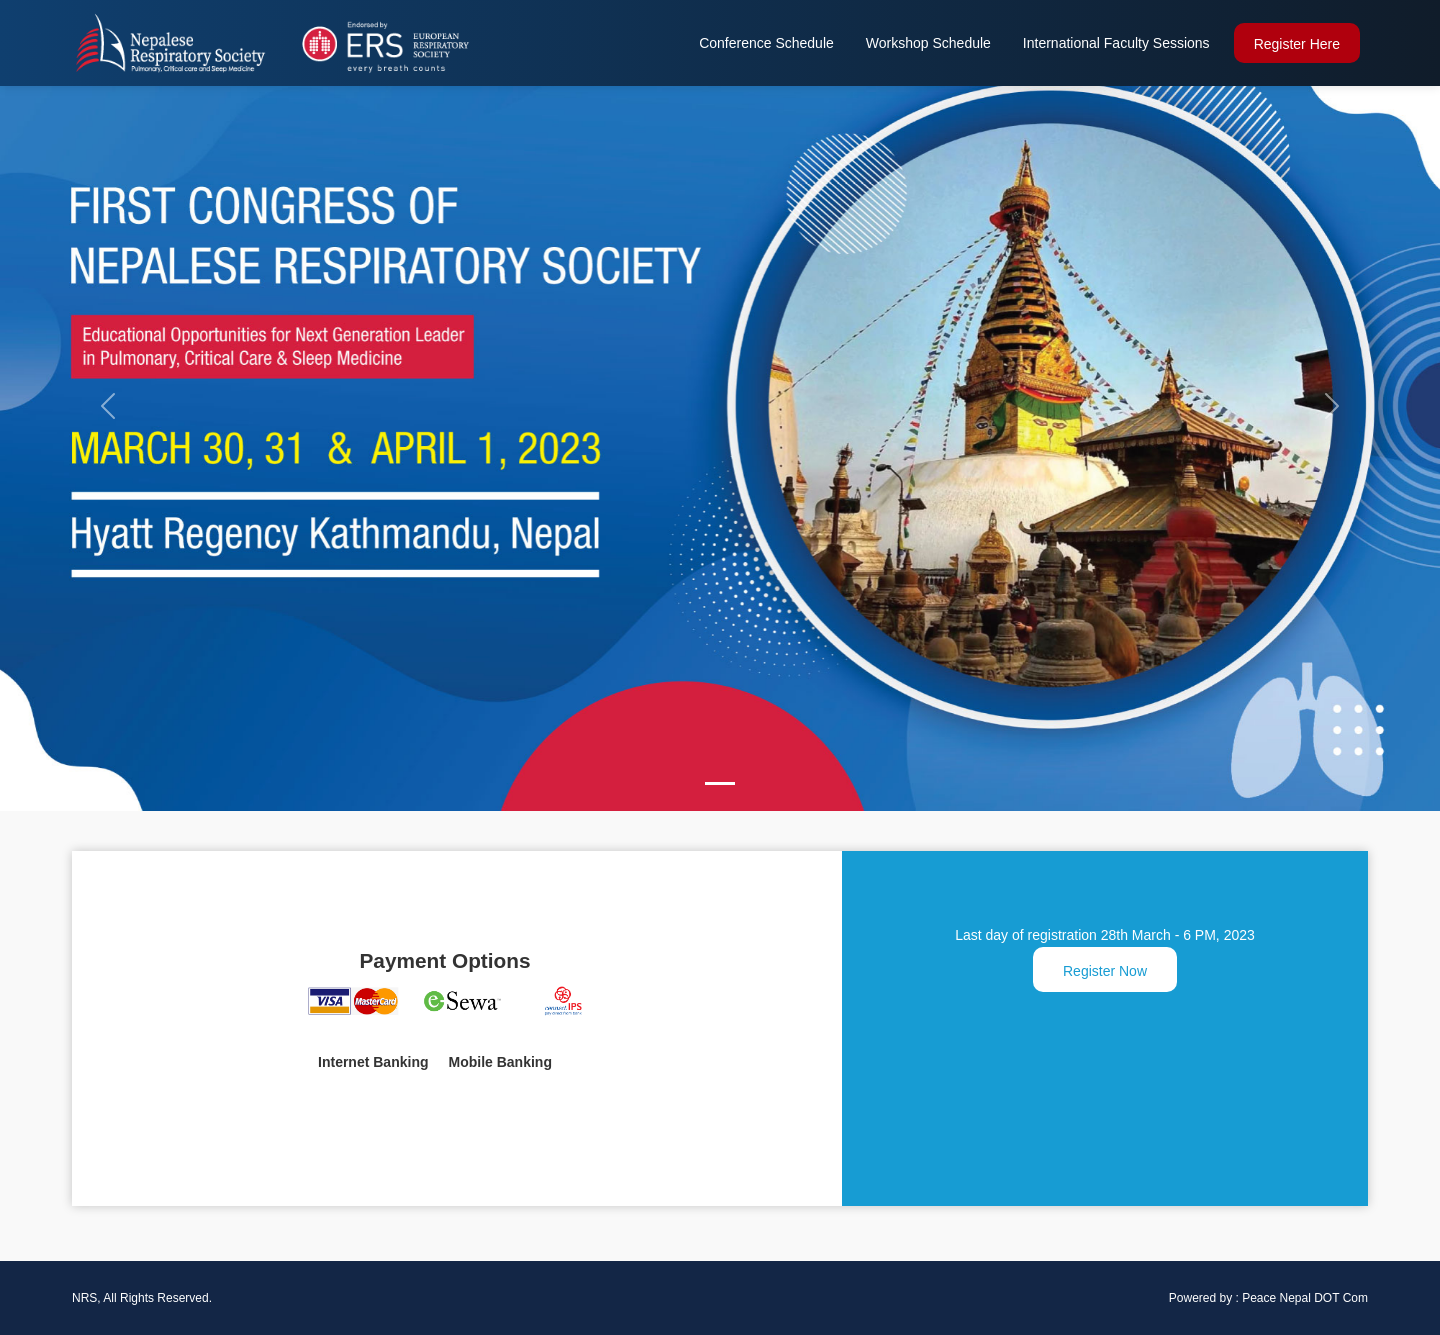 Nepalese
Respiratory Society
Pulmonary, Critical care and Sleep Medicine
Endorsed by
ERS
EUROPEAN
RESPIRATORY
SOCIETY
every breath counts
Conference Schedule
Workshop Schedule
International Faculty Sessions
Register Here
FIRST CONGRESS OF
NEPALESE RESPIRATORY SOCIETY
Educational Opportunities for Next Generation Leader
in Pulmonary, Critical Care & Sleep Medicine
MARCH 30, 31 & APRIL 1, 2023
Hyatt Regency Kathmandu, Nepal
Payment Options
VISA
MasterCard
e-Sewa
connectIPS
Internet Banking
Mobile Banking
Last day of registration 28th March - 6 PM, 2023
Register Now
NRS, All Rights Reserved.
Powered by : Peace Nepal DOT Com